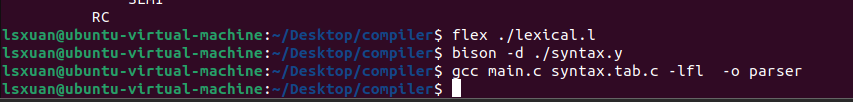 SEMI
RC
lsxuan@ubuntu-virtual-machine:~/Desktop/compiler$ flex ./lexical.l
lsxuan@ubuntu-virtual-machine:~/Desktop/compiler$ bison -d ./syntax.y
lsxuan@ubuntu-virtual-machine:~/Desktop/compiler$ gcc main.c syntax.tab.c -lfl  -o parser
lsxuan@ubuntu-virtual-machine:~/Desktop/compiler$